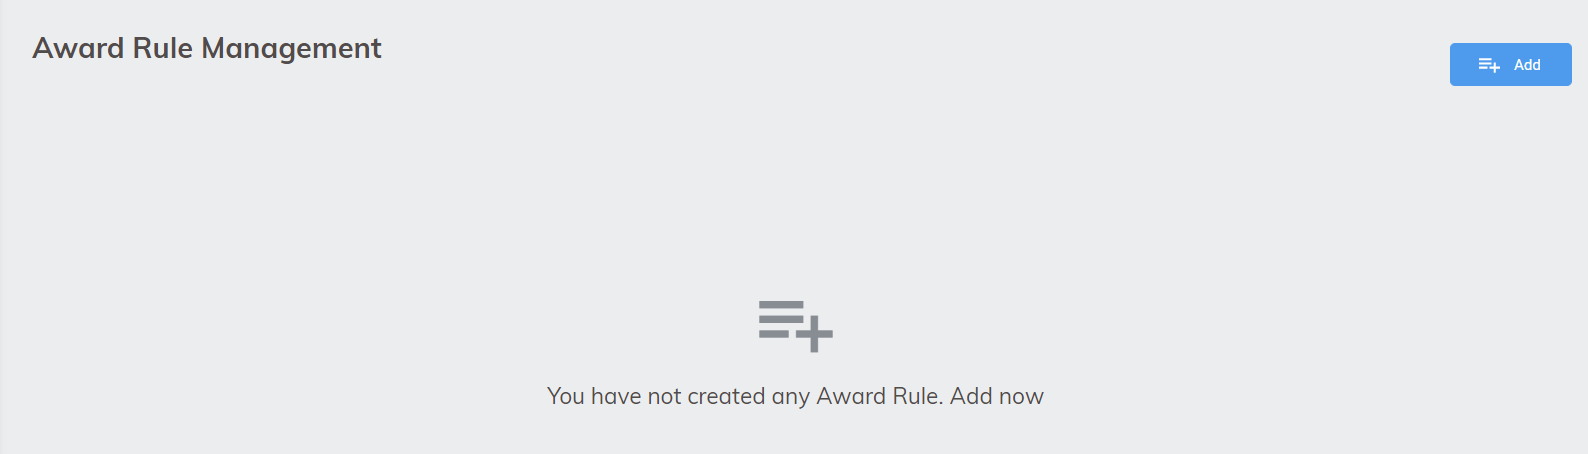 Award Rule Management
Add
You have not created any Award Rule. Add now